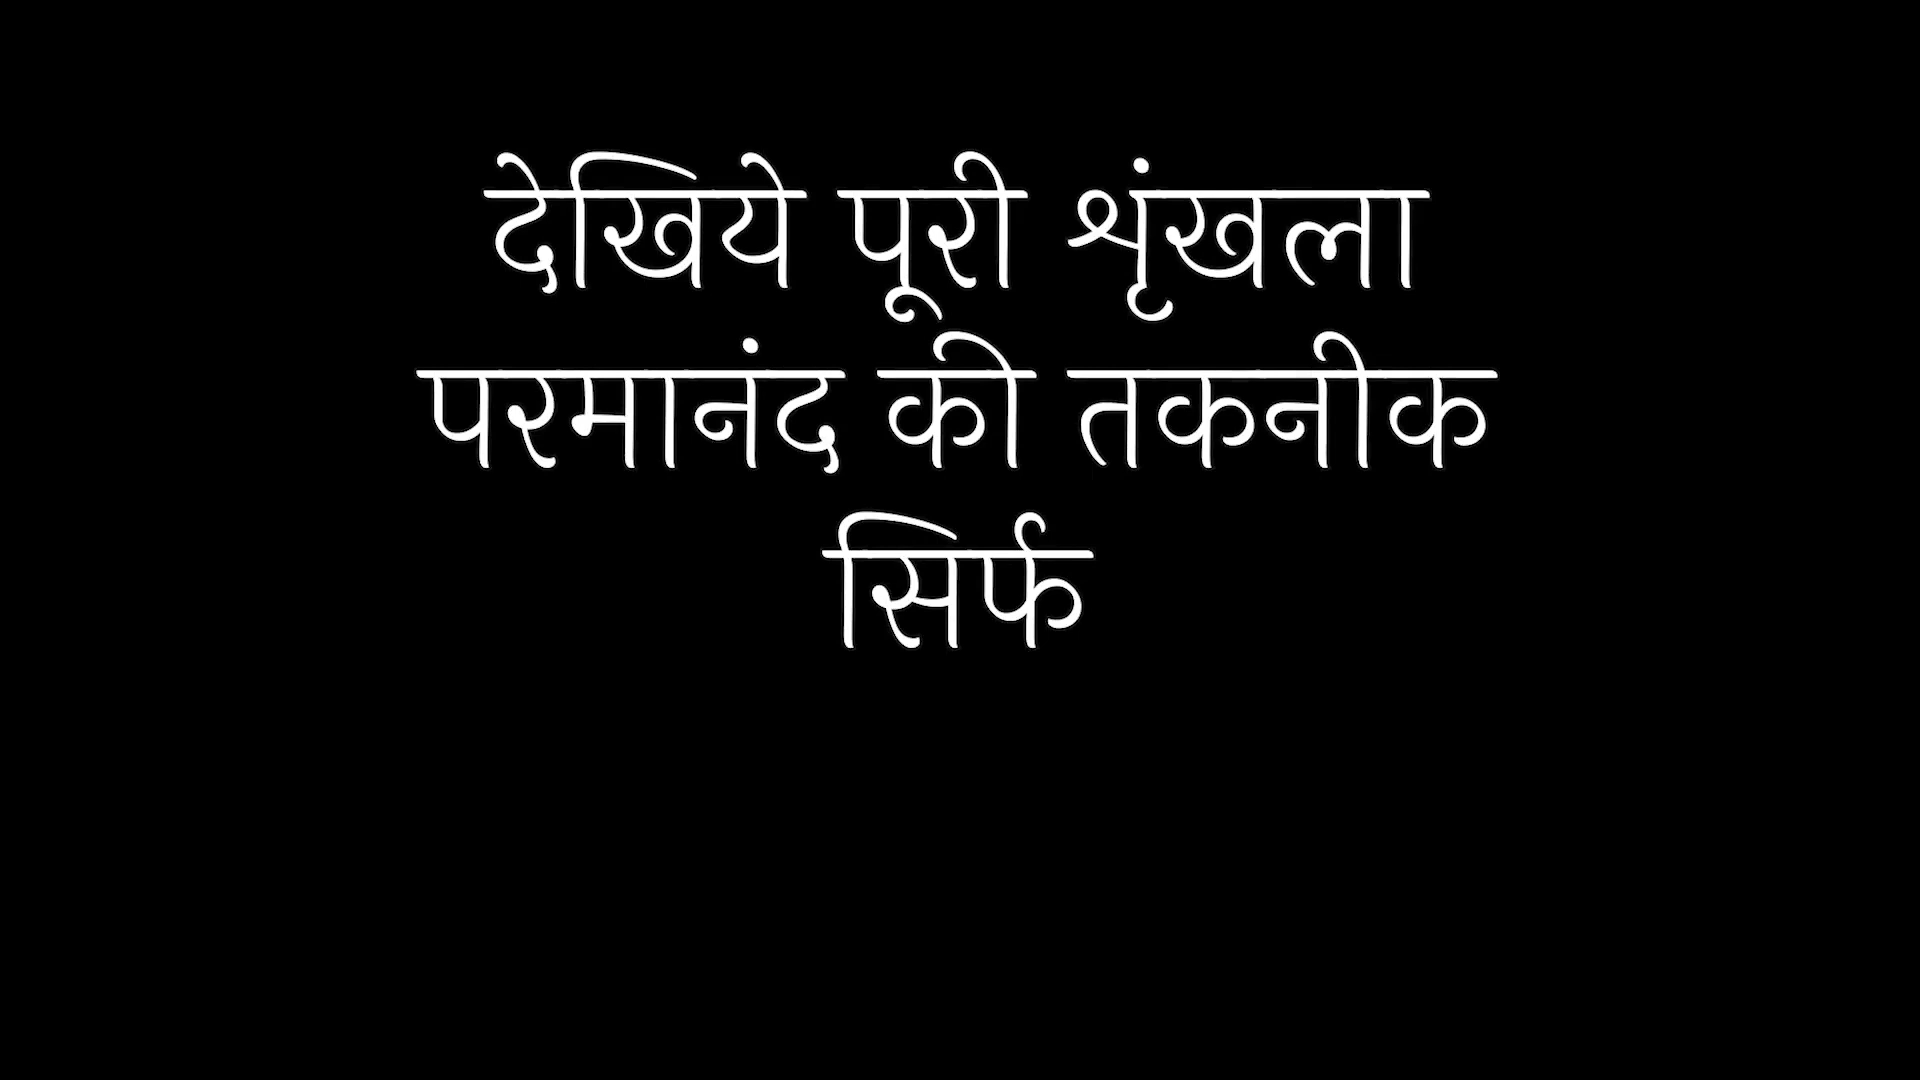 देखिये पूरी शृंखला
परमानंद की तकनीक
सिर्फ